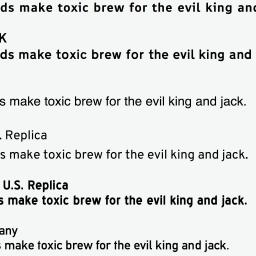 ds make toxic brew for the evil king and
K
ds make toxic brew for the evil king and
s make toxic brew for the evil king and jack.
. Replica
s make toxic brew for the evil king and jack.
U.S. Replica
s make toxic brew for the evil king and jack.
any
s make toxic brew for the evil king and jack.